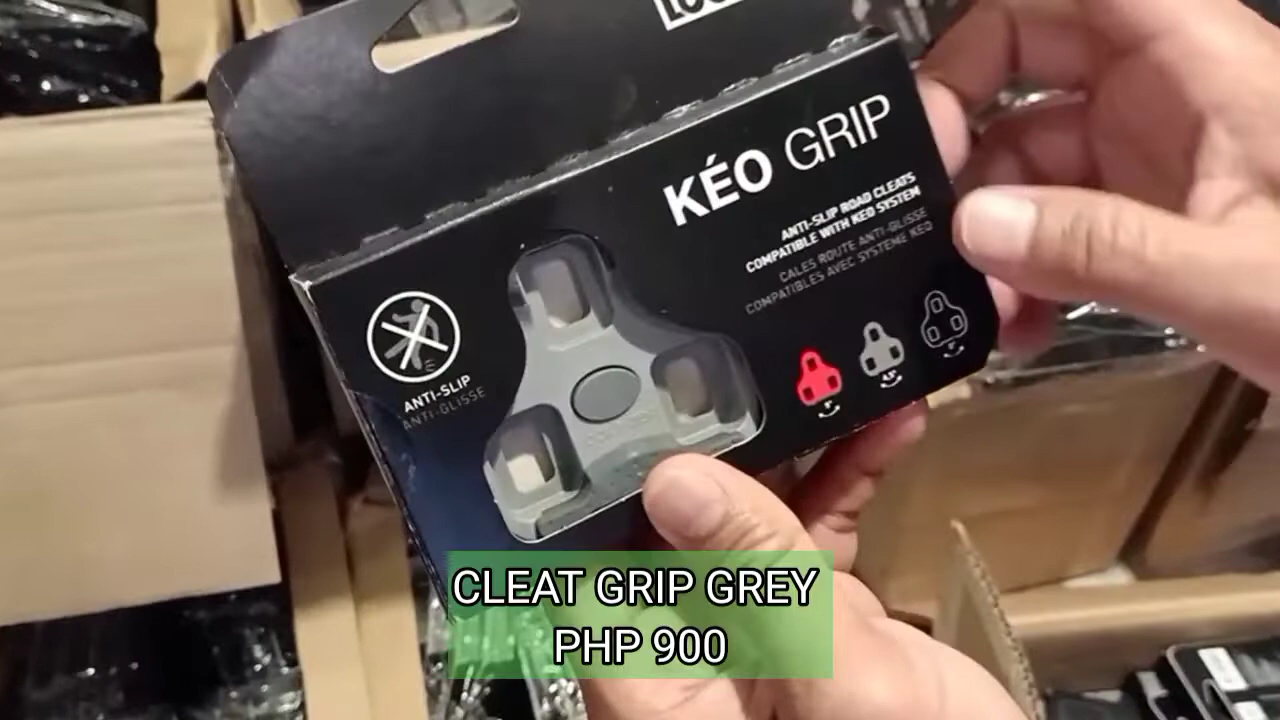 KÉO GRIP
ANTI-SLIP ROAD CLEATS
COMPATIBLE WITH KEO SYSTEM
CALES ROUTE ANTI-GLISSE
COMPATIBLES AVEC SYSTEME KEO
ANTI-SLIP
ANTI-GLISSE
CLEAT GRIP GREY
PHP 900